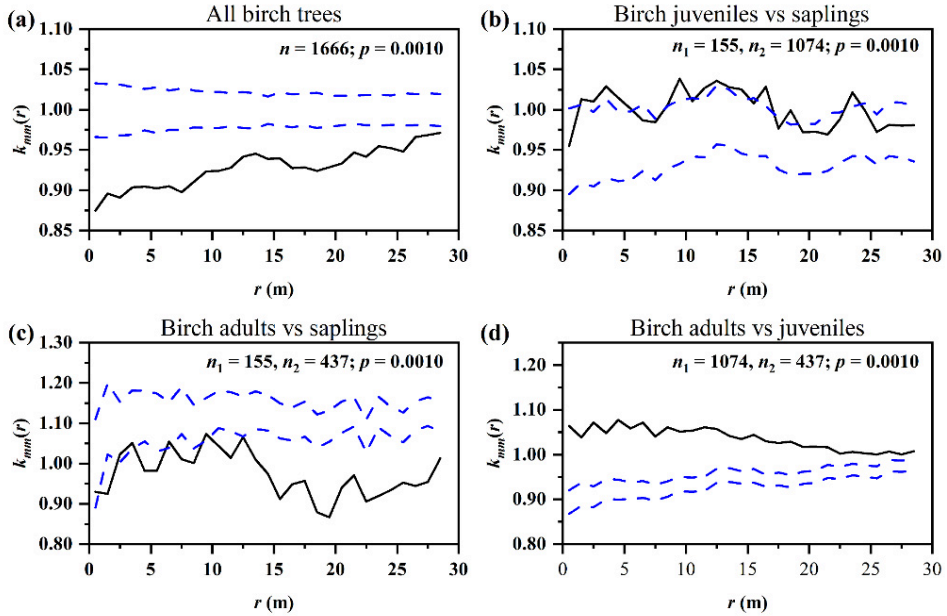 (a) All birch trees
n = 1666; p = 0.0010
1.10
1.05
1.00
0.95
0.90
0.85
kmm(r)
0 5 10 15 20 25 30
r (m)
(b) Birch juveniles vs saplings
n1 = 155, n2 = 1074; p = 0.0010
1.10
1.05
1.00
0.95
0.90
0.85
kmm(r)
0 5 10 15 20 25 30
r (m)
(c) Birch adults vs saplings
n1 = 155, n2 = 437; p = 0.0010
1.30
1.20
1.10
1.00
0.90
0.80
kmm(r)
0 5 10 15 20 25 30
r (m)
(d) Birch adults vs juveniles
n1 = 1074, n2 = 437; p = 0.0010
1.20
1.10
1.00
0.90
0.80
kmm(r)
0 5 10 15 20 25 30
r (m)